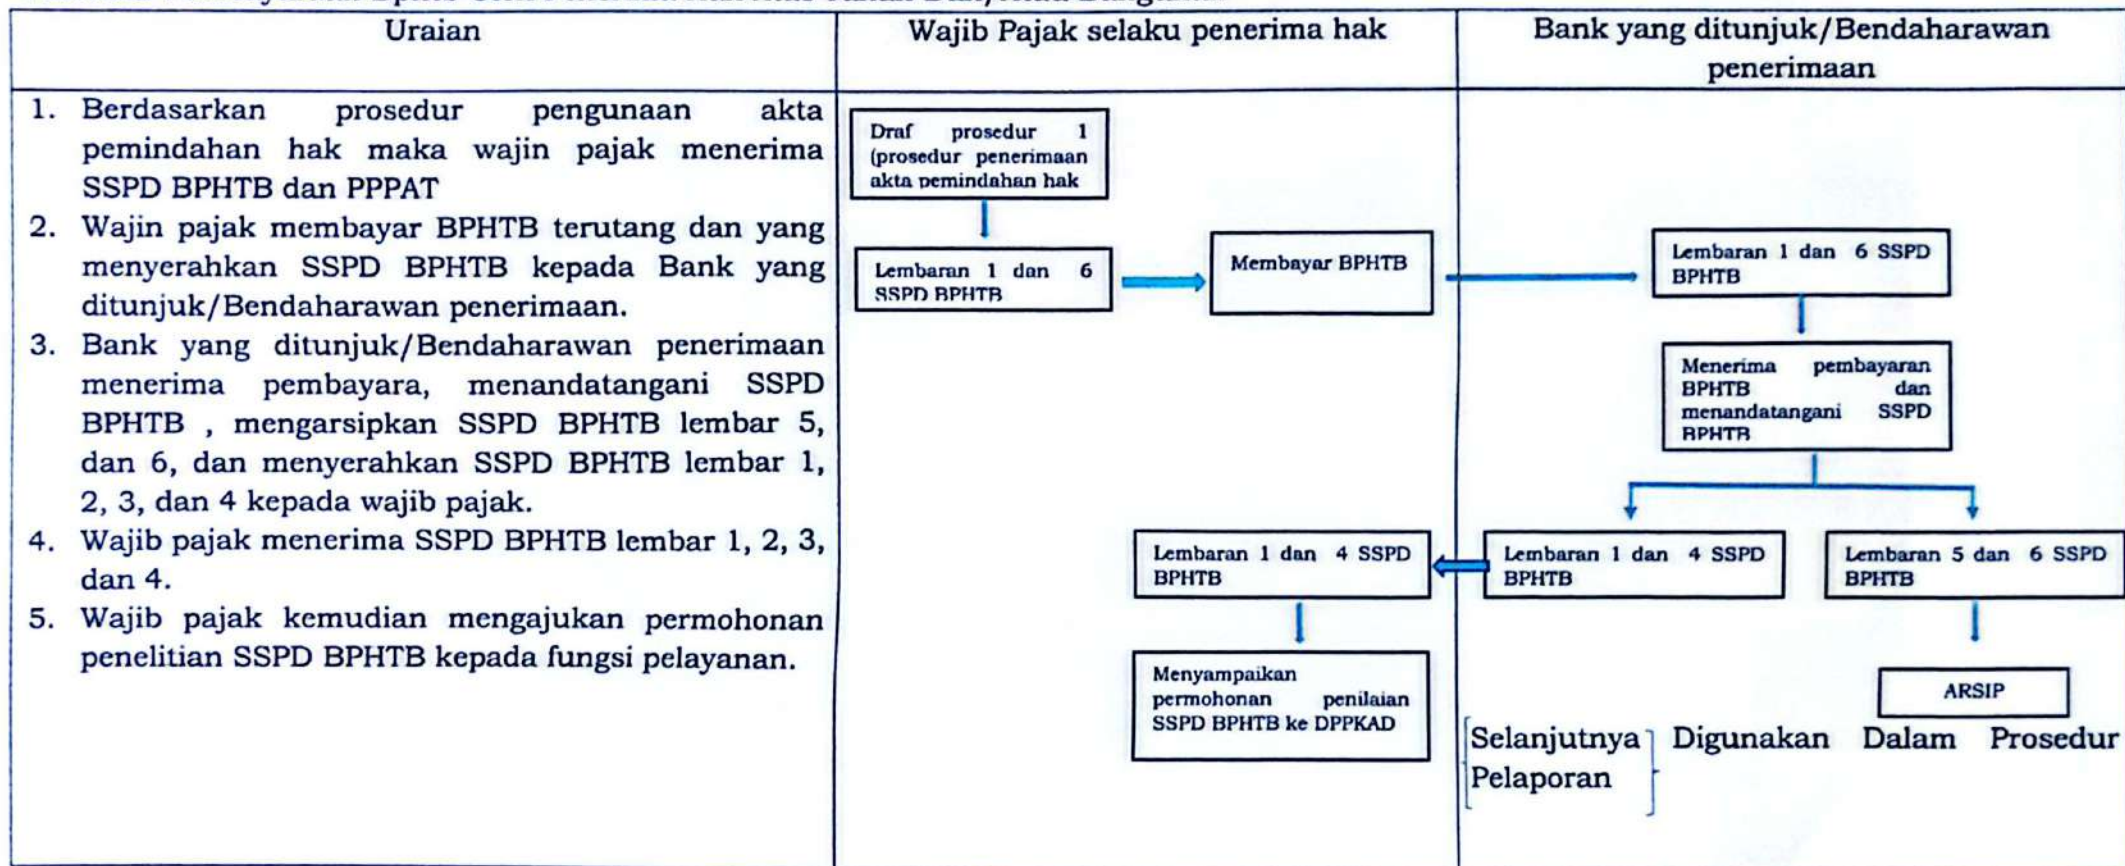 Uraian
Wajib Pajak selaku penerima hak
Bank yang ditunjuk/Bendaharawan
penerimaan
1. Berdasarkan prosedur pengunaan akta
pemindahan hak maka wajin pajak menerima
SSPD BPHTB dan PPPAT
2. Wajin pajak membayar BPHTB terutang dan yang
menyerahkan SSPD BPHTB kepada Bank yang
ditunjuk/Bendaharawan penerimaan.
3. Bank yang ditunjuk/Bendaharawan penerimaan
menerima pembayara, menandatangani SSPD
BPHTB , mengarsipkan SSPD BPHTB lembar 5,
dan 6, dan menyerahkan SSPD BPHTB lembar 1,
2, 3, dan 4 kepada wajib pajak.
4. Wajib pajak menerima SSPD BPHTB lembar 1, 2, 3,
dan 4.
5. Wajib pajak kemudian mengajukan permohonan
penelitian SSPD BPHTB kepada fungsi pelayanan.
Draf prosedur 1
(prosedur penerimaan
akta pemindahan hak
Lembaran 1 dan 6
SSPD BPHTB
Membayar BPHTB
Lembaran 1 dan 6 SSPD
BPHTB
Menerima pembayaran
BPHTB dan
menandatangani SSPD
BPHTB
Lembaran 1 dan 4 SSPD
BPHTB
Lembaran 1 dan 4 SSPD
BPHTB
Lembaran 5 dan 6 SSPD
BPHTB
Menyampaikan
permohonan penilaian
SSPD BPHTB ke DPPKAD
ARSIP
Selanjutnya Digunakan Dalam Prosedur
Pelaporan